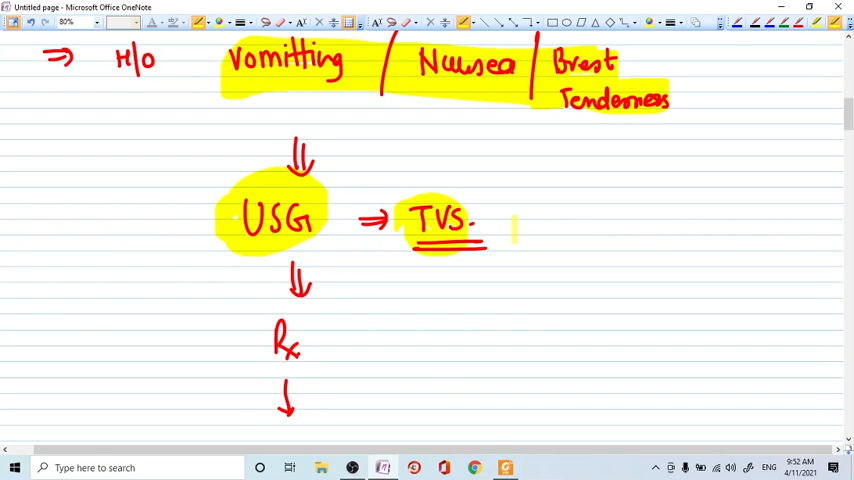 Untitled page - Microsoft OneNote
80%
⇒ H/O Vomitting / Nausea / Brest
Tenderness
USG ⇒ TVS.
Rx
Type here to search
ENG
9:52 AM
4/11/2021